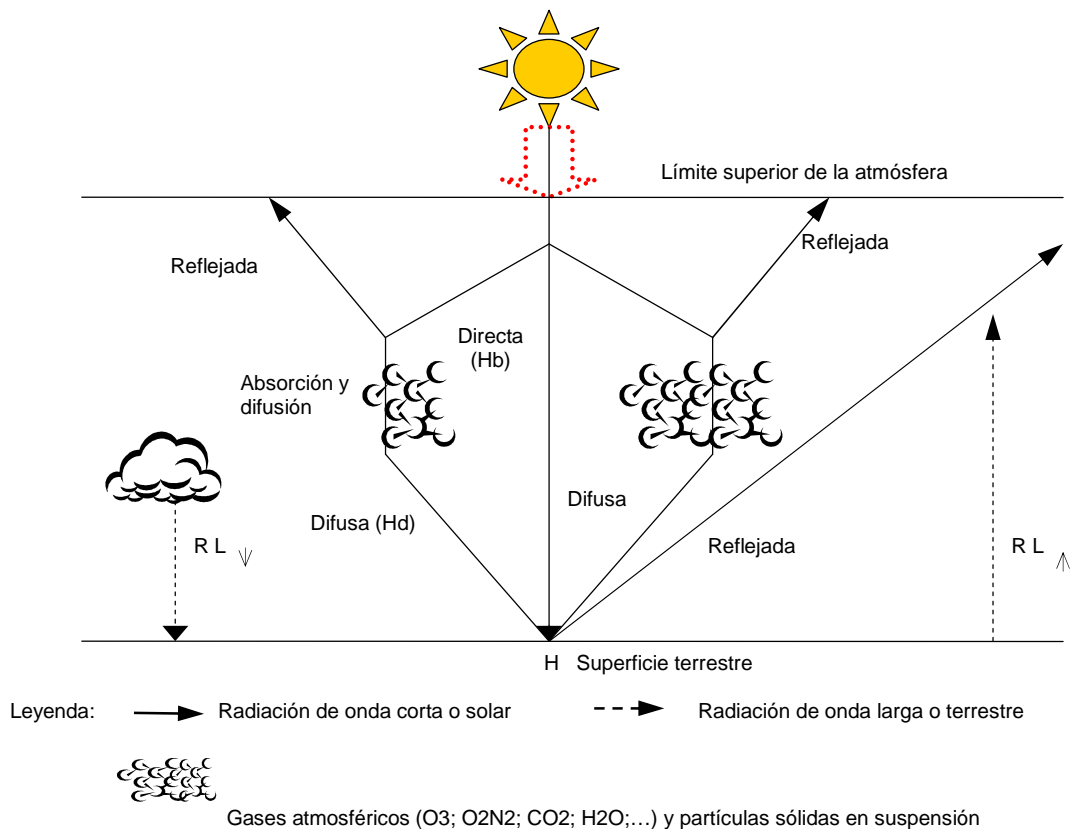 Límite superior de la atmósfera
Reflejada
Reflejada
Directa
(Hb)
Absorción y
difusión
Difusa
Difusa (Hd)
R L
Reflejada
R L
H Superficie terrestre
Leyenda:
Radiación de onda corta o solar
Radiación de onda larga o terrestre
Gases atmosféricos (O3; O2N2; CO2; H2O;…) y partículas sólidas en suspensión